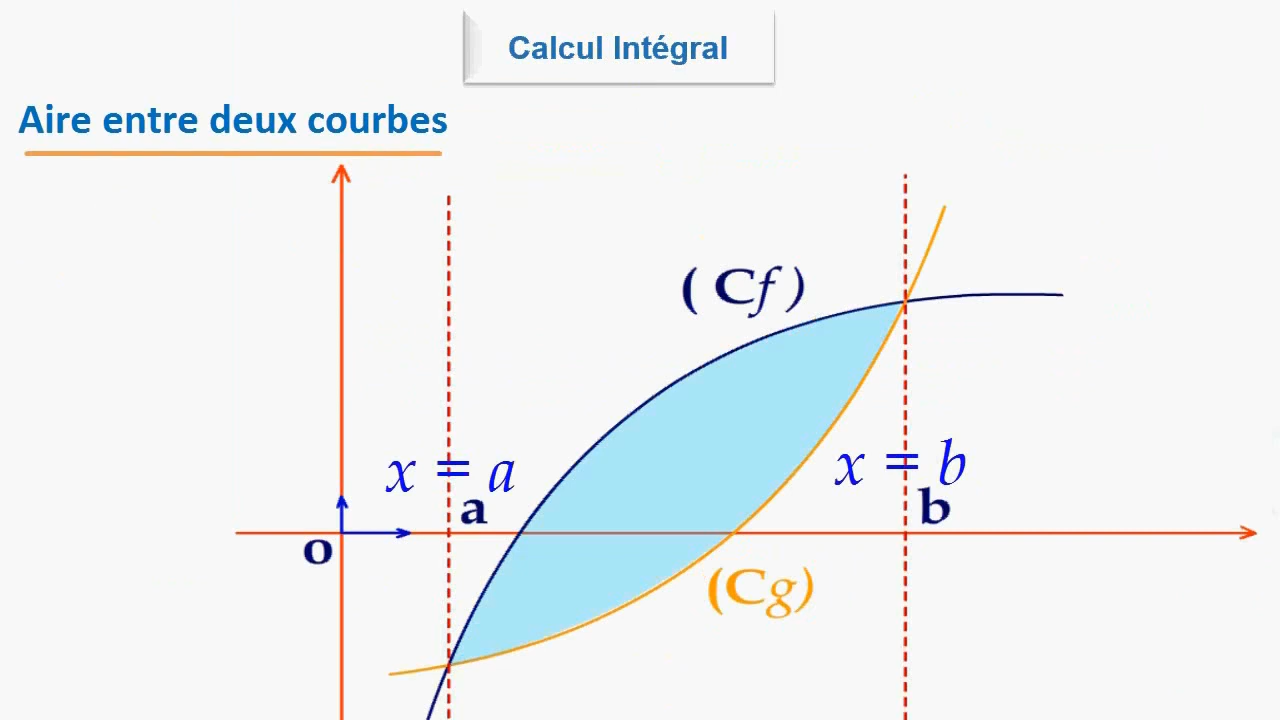 Calcul Intégral
Aire entre deux courbes
( Cf )
x = a
x = b
a
b
o
(Cg)